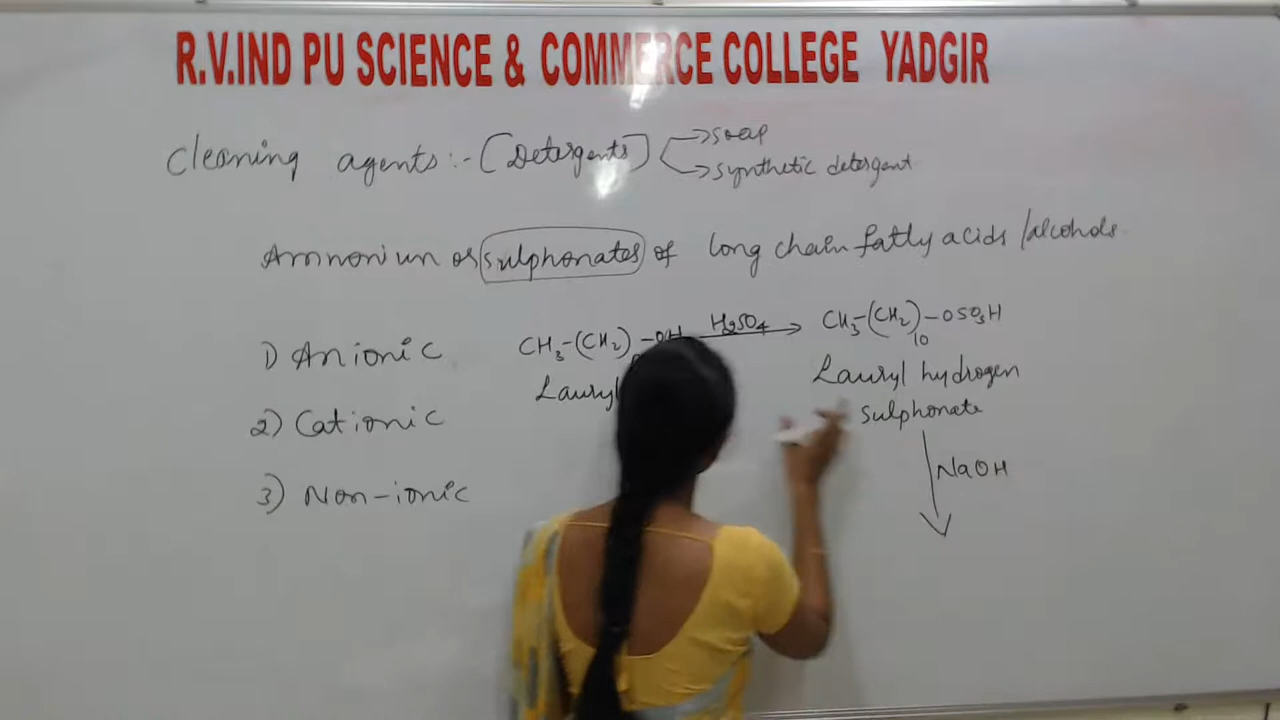 R.V.IND PU SCIENCE & COMMERCE COLLEGE YADGIR
Cleaning agents:- [Detergents] → soap
→ synthetic detergent
Ammonium or sulphonates of long chain fatty acids/alcohols
1) Anionic
2) Cationic
3) Non-ionic
CH3-(CH2) -OH H2SO4 → CH3-(CH2)10-OSO3H
Lauryl
Lauryl hydrogen
sulphonate
NaOH